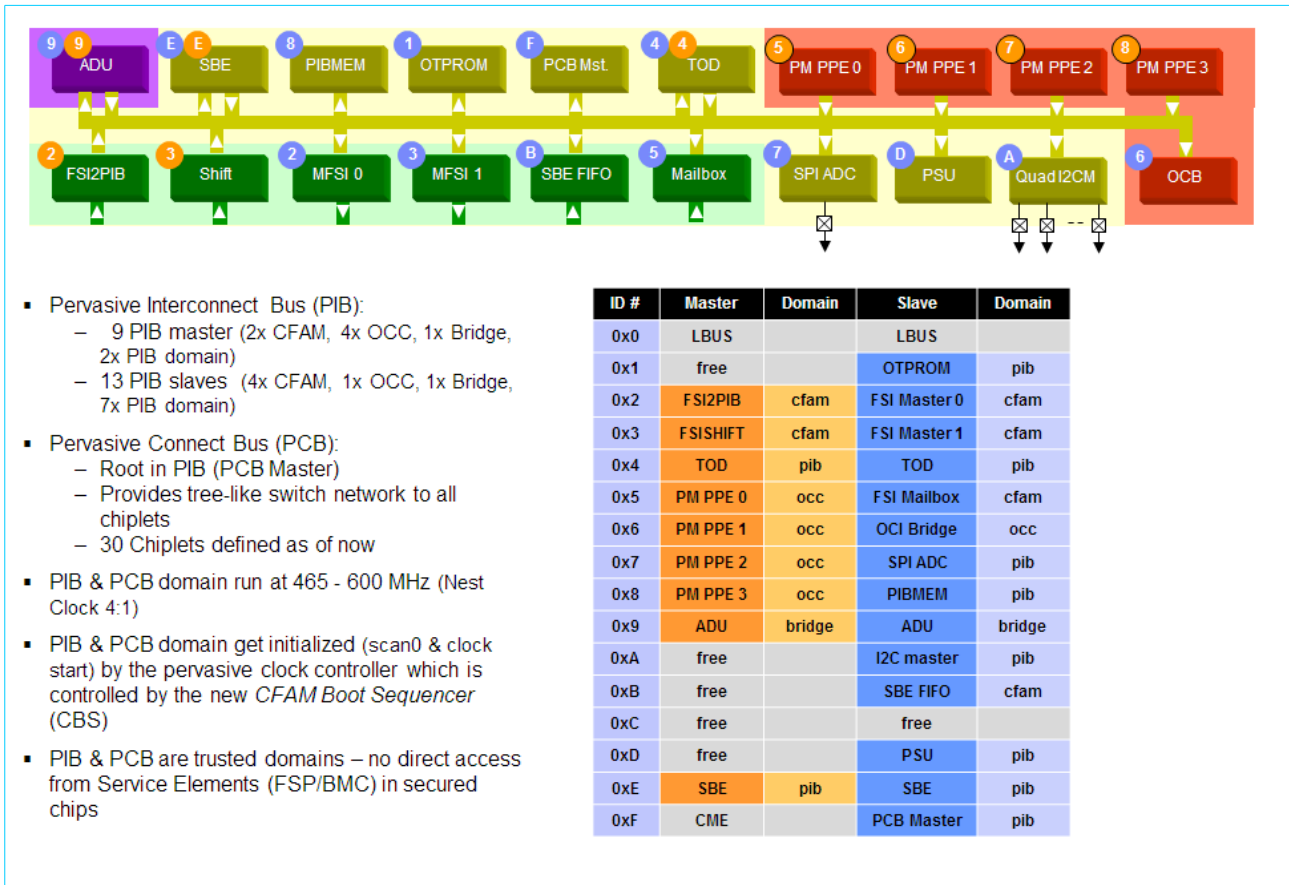 9 9 E E 8 1 F 4 4 5 6 7 8
ADU SBE PIBMEM OTPROM PCB Mst. TOD PM PPE 0 PM PPE 1 PM PPE 2 PM PPE 3
2 3 2 3 B 5 7 D A 6
FSI2PIB Shift MFSI 0 MFSI 1 SBE FIFO Mailbox SPI ADC PSU Quad I2CM OCB
--
▪ Pervasive Interconnect Bus (PIB):
– 9 PIB master (2x CFAM, 4x OCC, 1x Bridge,
2x PIB domain)
– 13 PIB slaves (4x CFAM, 1x OCC, 1x Bridge,
7x PIB domain)
▪ Pervasive Connect Bus (PCB):
– Root in PIB (PCB Master)
– Provides tree-like switch network to all
chiplets
– 30 Chiplets defined as of now
▪ PIB & PCB domain run at 465 - 600 MHz (Nest
Clock 4:1)
▪ PIB & PCB domain get initialized (scan0 & clock
start) by the pervasive clock controller which is
controlled by the new CFAM Boot Sequencer
(CBS)
▪ PIB & PCB are trusted domains – no direct access
from Service Elements (FSP/BMC) in secured
chips
ID # Master Domain Slave Domain
0x0 LBUS LBUS
0x1 free OTPROM pib
0x2 FSI2PIB cfam FSI Master 0 cfam
0x3 FSISHIFT cfam FSI Master 1 cfam
0x4 TOD pib TOD pib
0x5 PM PPE 0 occ FSI Mailbox cfam
0x6 PM PPE 1 occ OCI Bridge occ
0x7 PM PPE 2 occ SPI ADC pib
0x8 PM PPE 3 occ PIBMEM pib
0x9 ADU bridge ADU bridge
0xA free I2C master pib
0xB free SBE FIFO cfam
0xC free free
0xD free PSU pib
0xE SBE pib SBE pib
0xF CME PCB Master pib